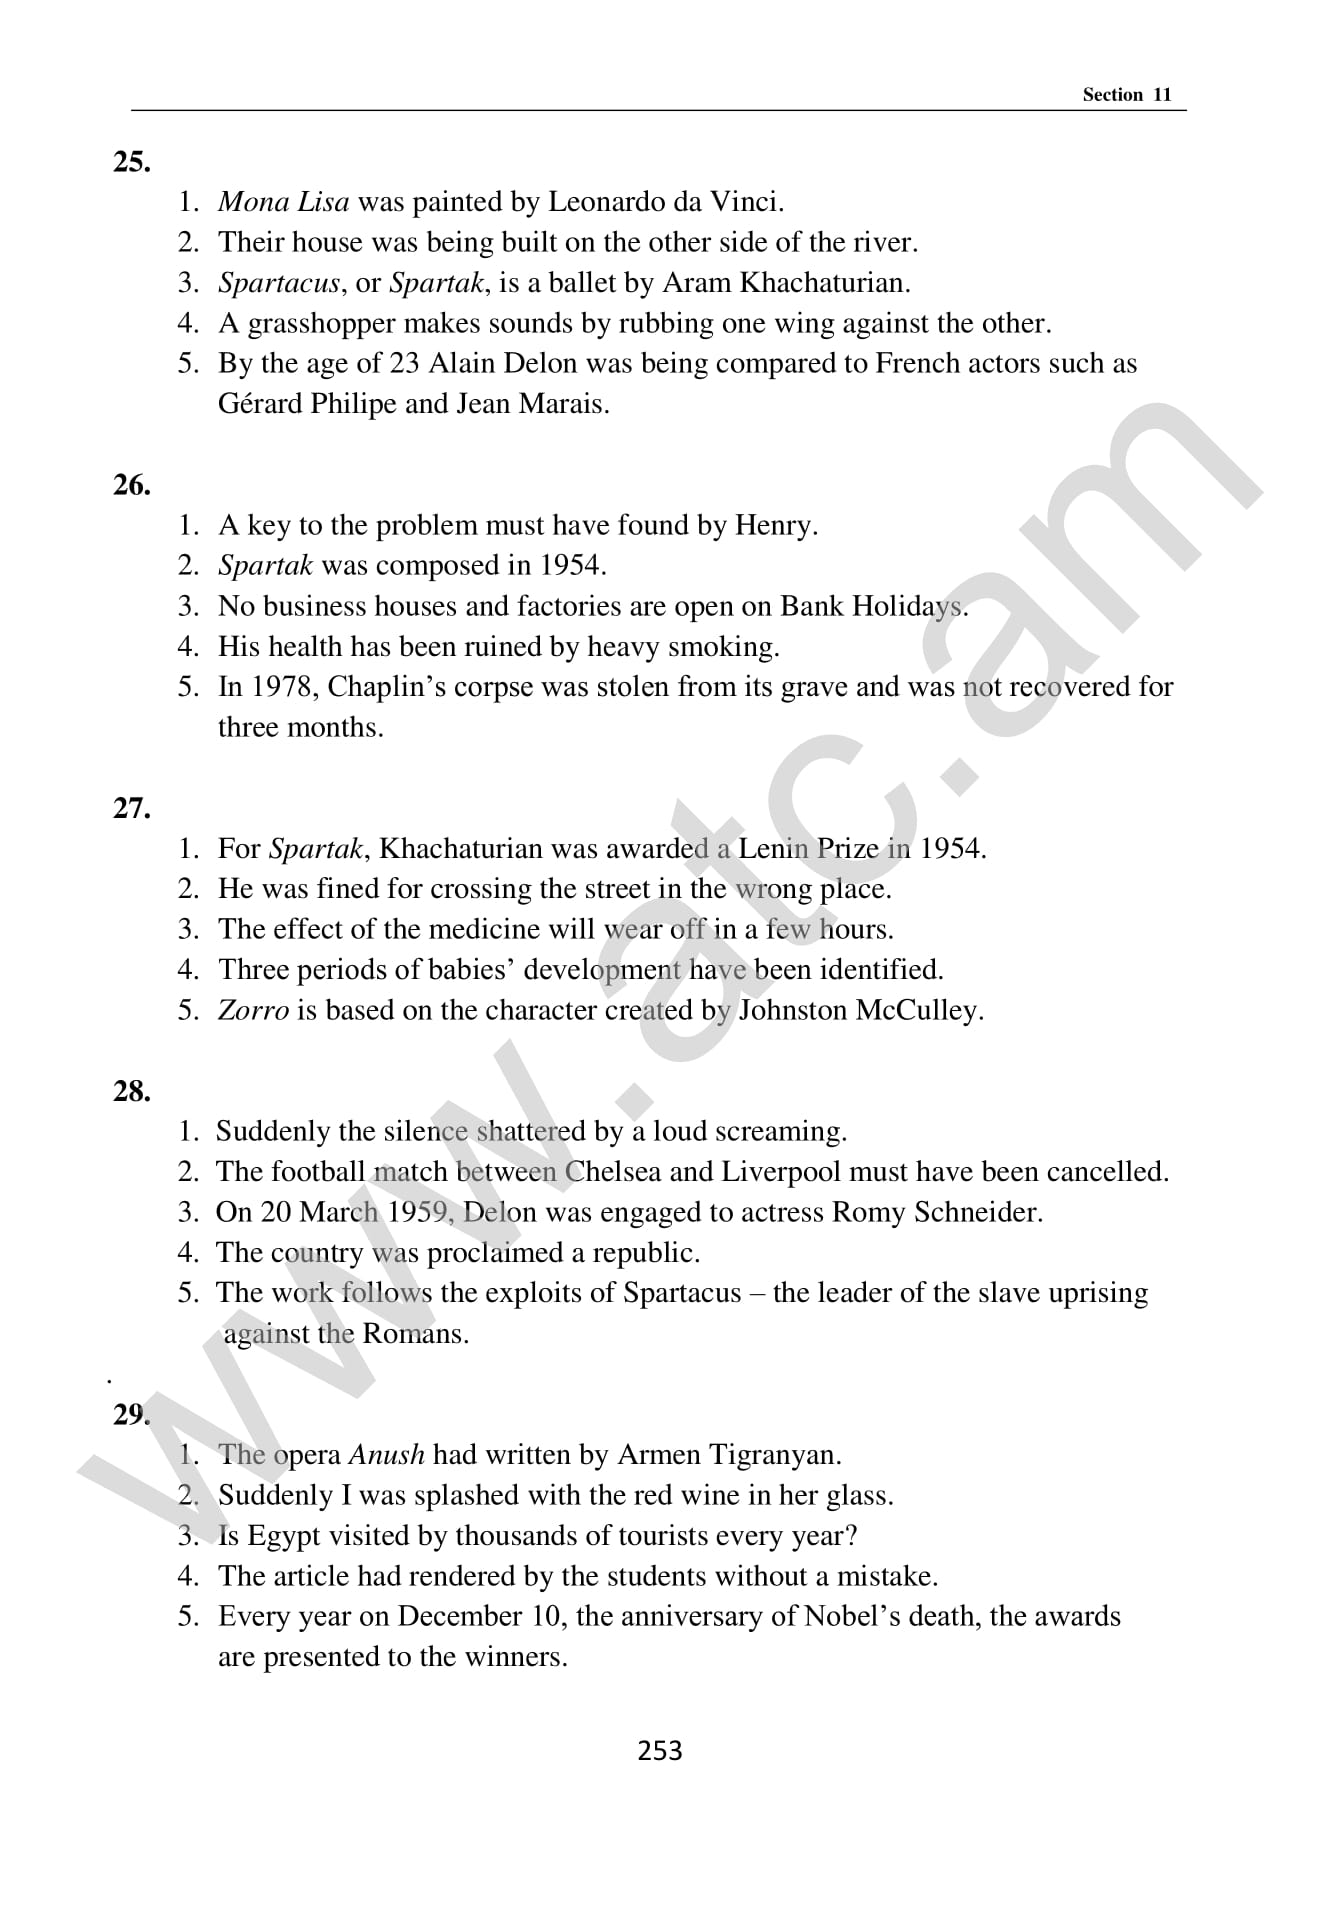 Section 11
25.
1. Mona Lisa was painted by Leonardo da Vinci.
2. Their house was being built on the other side of the river.
3. Spartacus, or Spartak, is a ballet by Aram Khachaturian.
4. A grasshopper makes sounds by rubbing one wing against the other.
5. By the age of 23 Alain Delon was being compared to French actors such as
Gérard Philipe and Jean Marais.
26.
1. A key to the problem must have found by Henry.
2. Spartak was composed in 1954.
3. No business houses and factories are open on Bank Holidays.
4. His health has been ruined by heavy smoking.
5. In 1978, Chaplin's corpse was stolen from its grave and was not recovered for
three months.
27.
1. For Spartak, Khachaturian was awarded a Lenin Prize in 1954.
2. He was fined for crossing the street in the wrong place.
3. The effect of the medicine will wear off in a few hours.
4. Three periods of babies' development have been identified.
5. Zorro is based on the character created by Johnston McCulley.
28.
1. Suddenly the silence shattered by a loud screaming.
2. The football match between Chelsea and Liverpool must have been cancelled.
3. On 20 March 1959, Delon was engaged to actress Romy Schneider.
4. The country was proclaimed a republic.
5. The work follows the exploits of Spartacus – the leader of the slave uprising
against the Romans.
.
29.
1. The opera Anush had written by Armen Tigranyan.
2. Suddenly I was splashed with the red wine in her glass.
3. Is Egypt visited by thousands of tourists every year?
4. The article had rendered by the students without a mistake.
5. Every year on December 10, the anniversary of Nobel's death, the awards
are presented to the winners.
253
www.atc.am